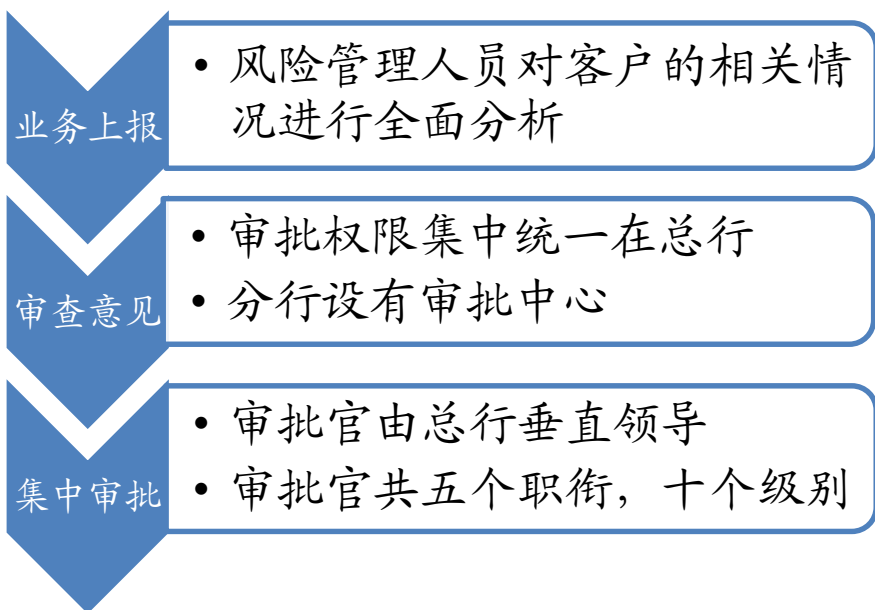 业务上报
• 风险管理人员对客户的相关情
况进行全面分析
审查意见
• 审批权限集中统一在总行
• 分行设有审批中心
集中审批
• 审批官由总行垂直领导
• 审批官共五个职衔，十个级别